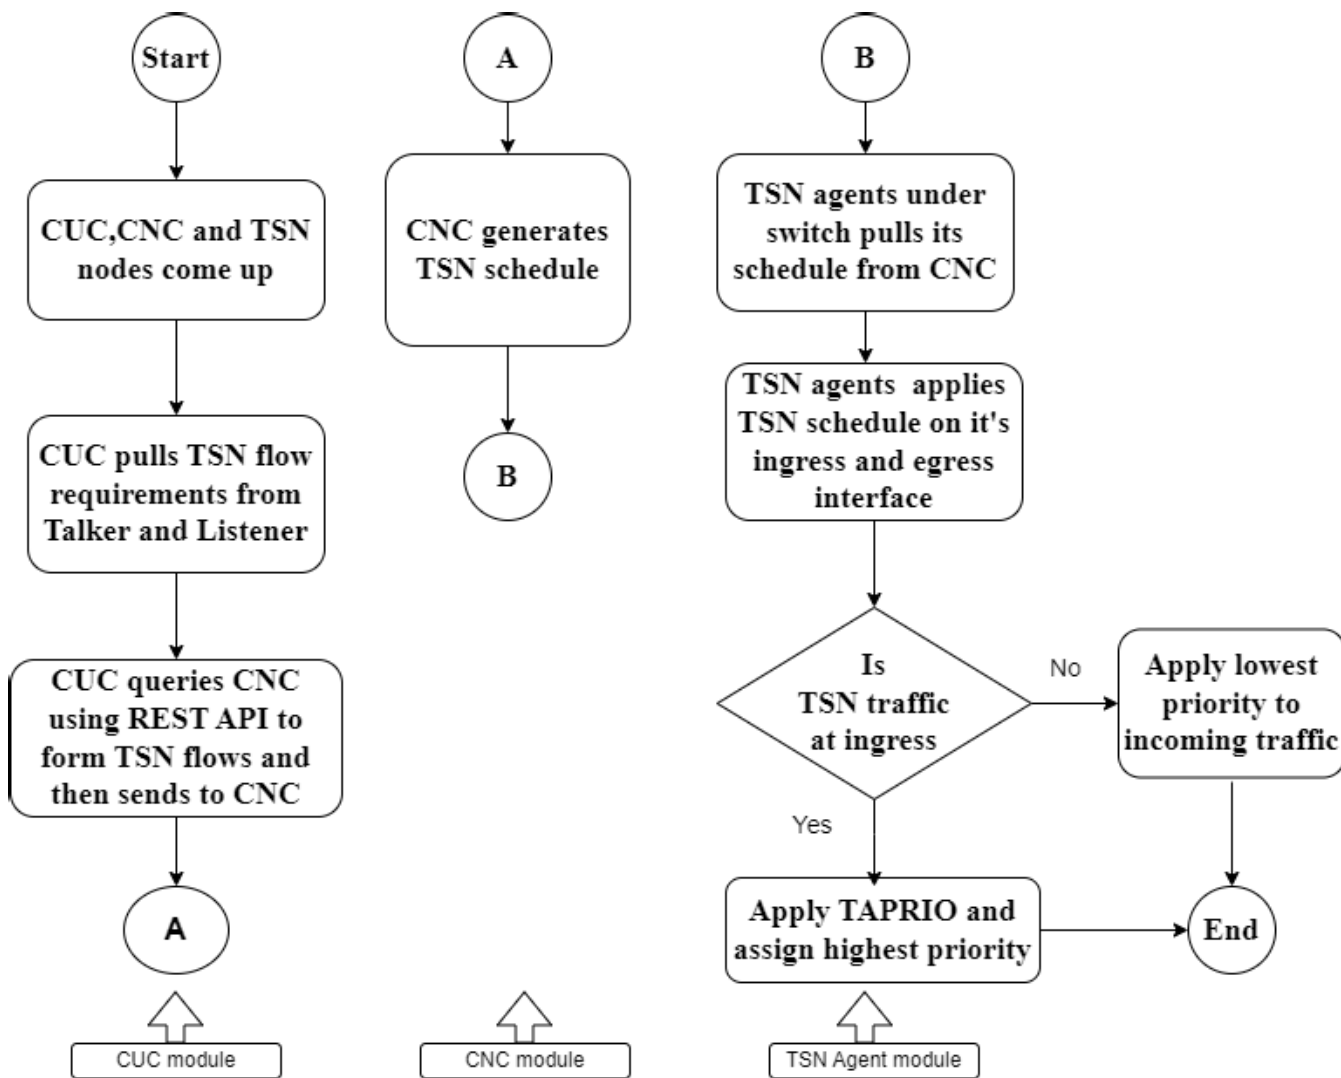 Start
CUC,CNC and TSN
nodes come up
CUC pulls TSN flow
requirements from
Talker and Listener
CUC queries CNC
using REST API to
form TSN flows and
then sends to CNC
A
CUC module
A
CNC generates
TSN schedule
B
CNC module
B
TSN agents under
switch pulls its
schedule from CNC
TSN agents  applies
TSN schedule on it's
ingress and egress
interface
Is
TSN traffic
at ingress
No
Apply lowest
priority to
incoming traffic
Yes
Apply TAPRIO and
assign highest priority
End
TSN Agent module